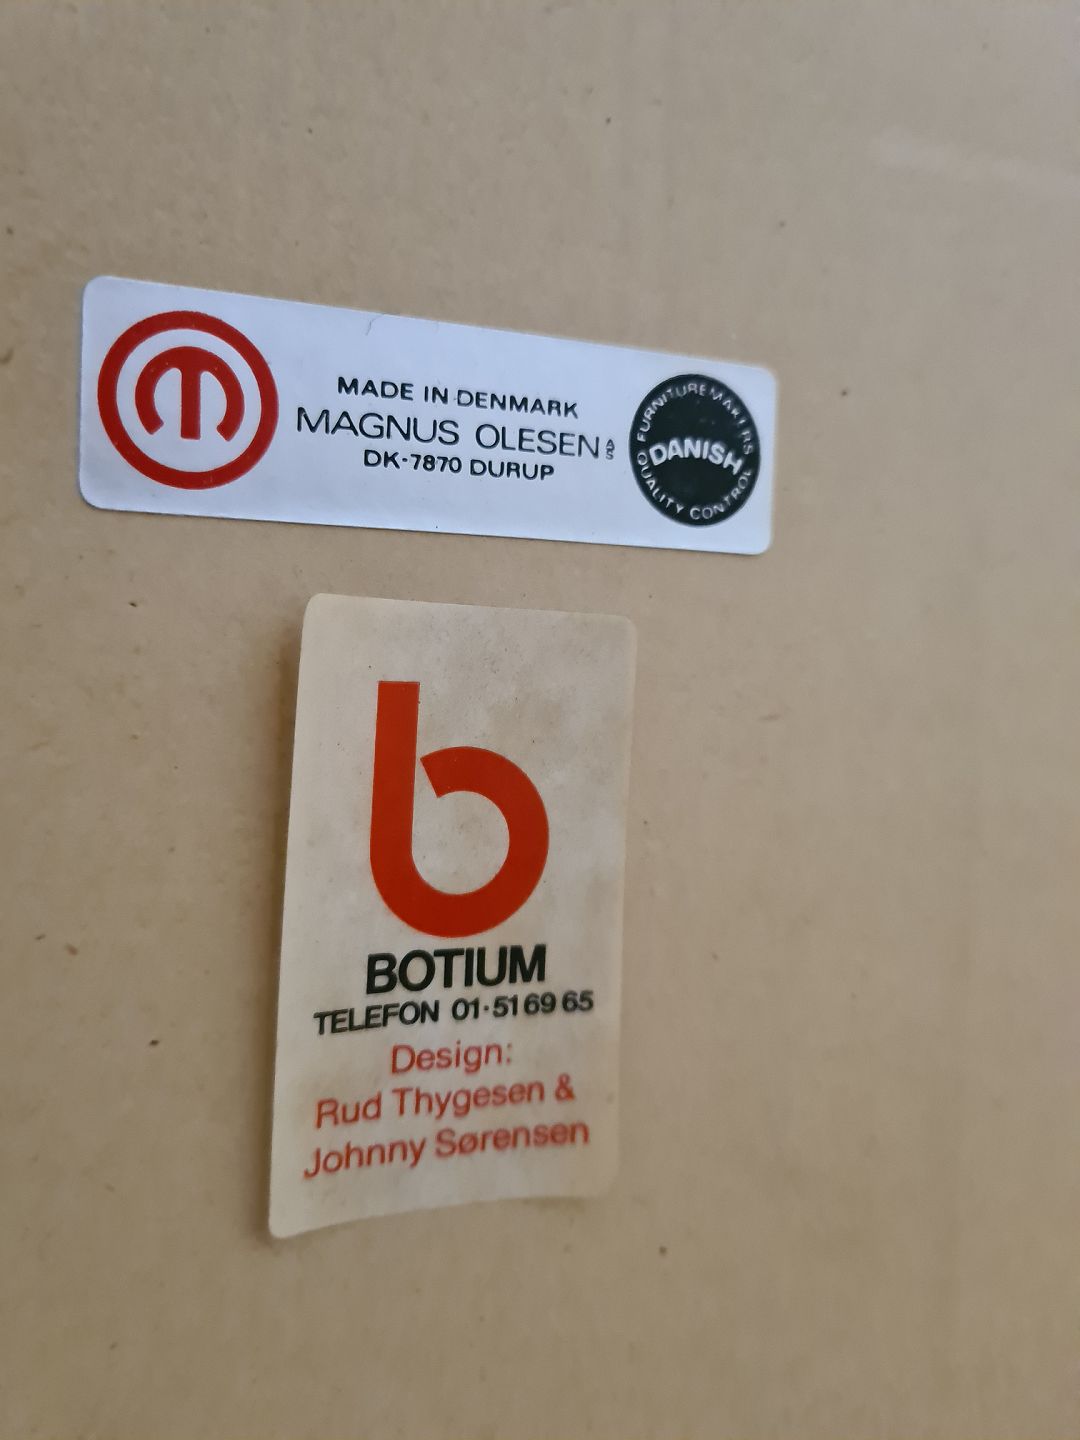 MADE IN DENMARK
MAGNUS OLESEN A/S
DK-7870 DURUP
FURNITUREMAKERS
DANISH
QUALITY CONTROL
b
BOTIUM
TELEFON 01·51 69 65
Design:
Rud Thygesen &
Johnny Sørensen